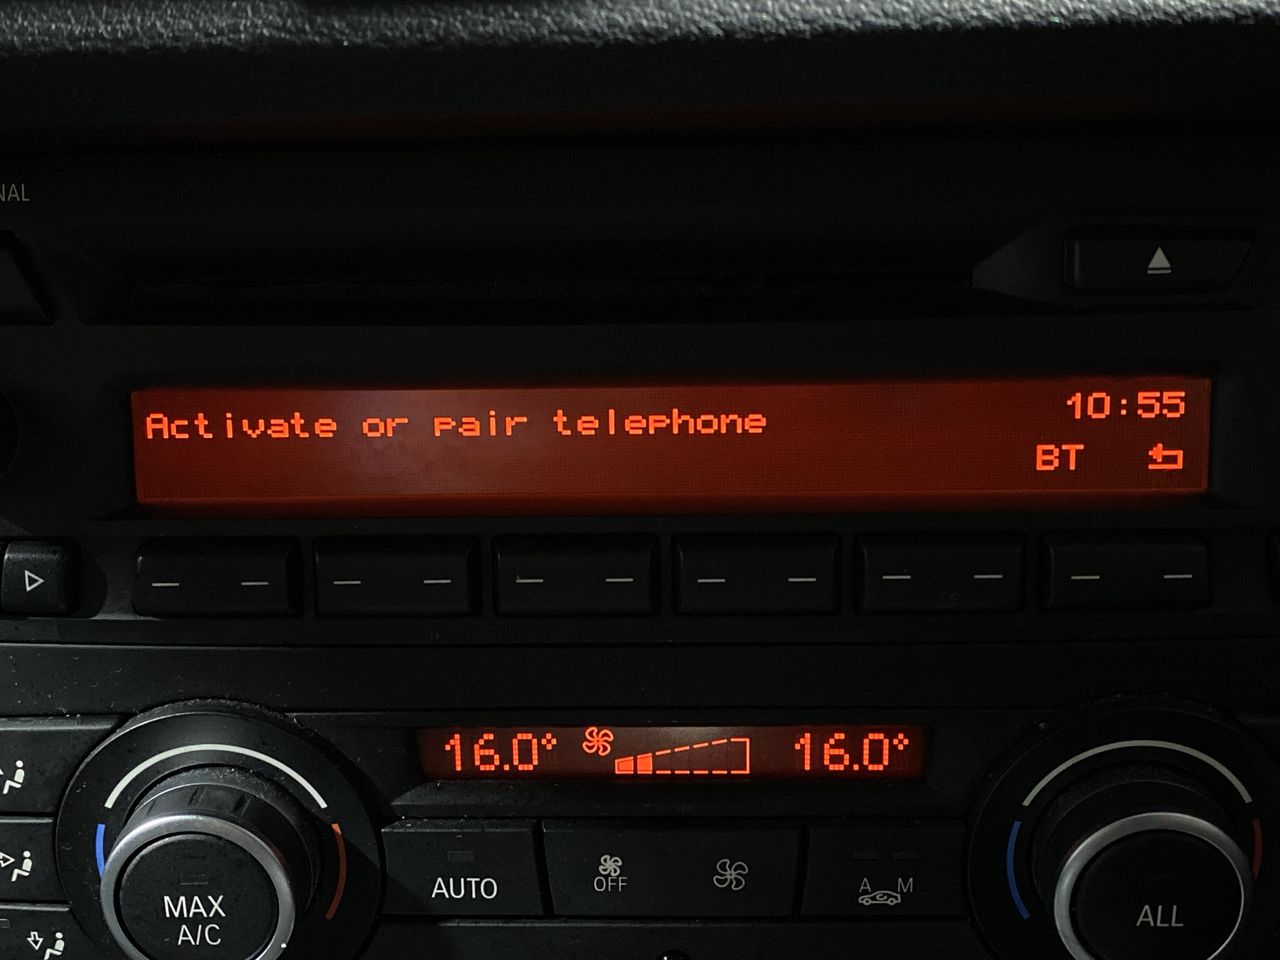 NAL
Activate or pair telephone
10:55
BT
16.0°
16.0°
AUTO
OFF
A M
MAX
A/C
ALL